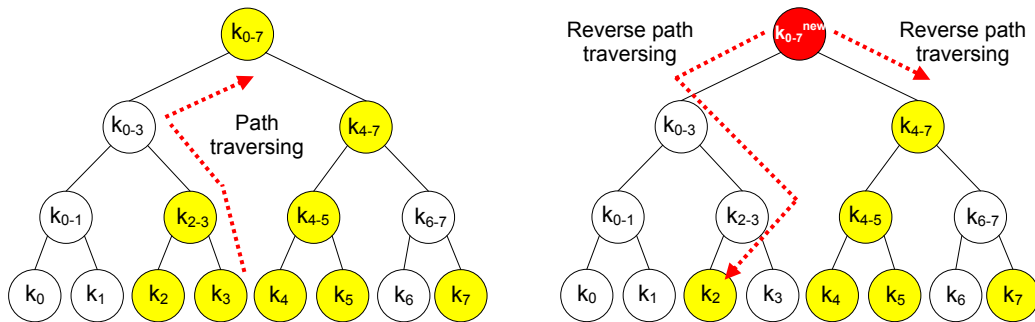 k0-7
k0-3
Path
traversing
k4-7
k0-1
k2-3
k4-5
k6-7
k0
k1
k2
k3
k4
k5
k6
k7
Reverse path
traversing
k0-7new
Reverse path
traversing
k0-3
k4-7
k0-1
k2-3
k4-5
k6-7
k0
k1
k2
k3
k4
k5
k6
k7